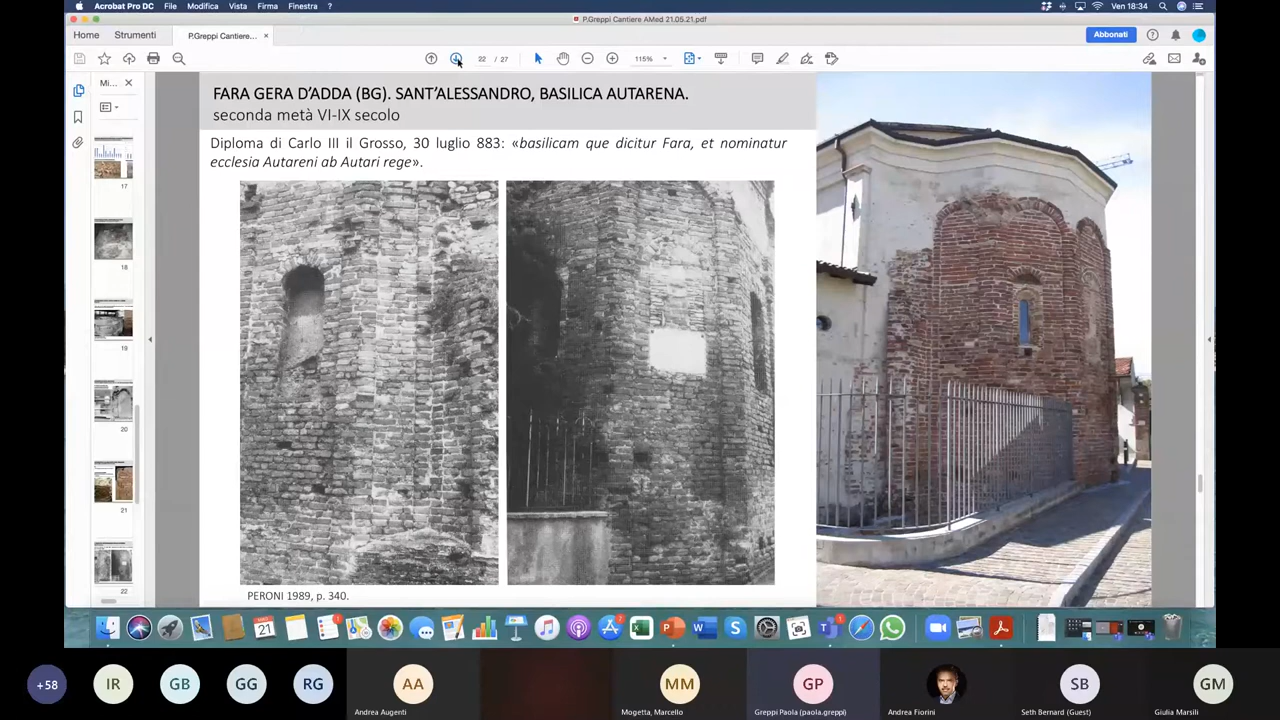 Acrobat Pro DC File Modifica Vista Firma Finestra ? Ven 18:34
P.Greppi Cantiere AMed 21.05.21.pdf
Home Strumenti P.Greppi Cantiere... × Abbonati
22 / 27 115%
Mi... ×
FARA GERA D'ADDA (BG). SANT'ALESSANDRO, BASILICA AUTARENA.
seconda metà VI-IX secolo
Diploma di Carlo III il Grosso, 30 luglio 883: «basilicam que dicitur Fara, et nominatur
ecclesia Autareni ab Autari rege».
17
18
19
20
21
22
PERONI 1989, p. 340.
21
+58 IR GB GG RG AA MM GP SB GM
Andrea Augenti Mogetta, Marcello Greppi Paola (paola.greppi) Andrea Fiorini Seth Bernard (Guest) Giulia Marsili